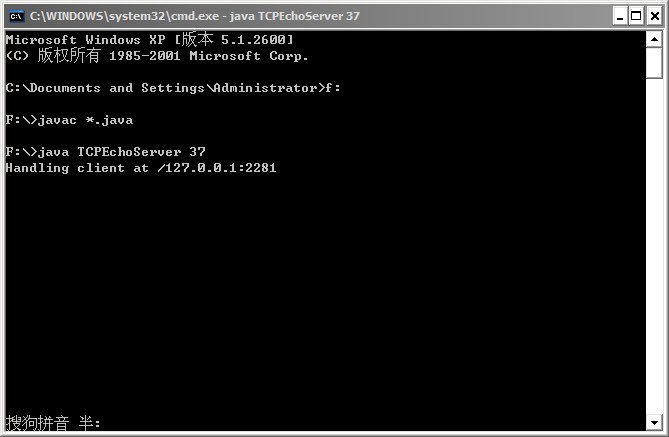 C:\WINDOWS\system32\cmd.exe - java TCPEchoServer 37
Microsoft Windows XP [版本 5.1.2600]
(C) 版权所有 1985-2001 Microsoft Corp.
C:\Documents and Settings\Administrator>f:
F:\>javac *.java
F:\>java TCPEchoServer 37
Handling client at /127.0.0.1:2281
搜狗拼音 半: